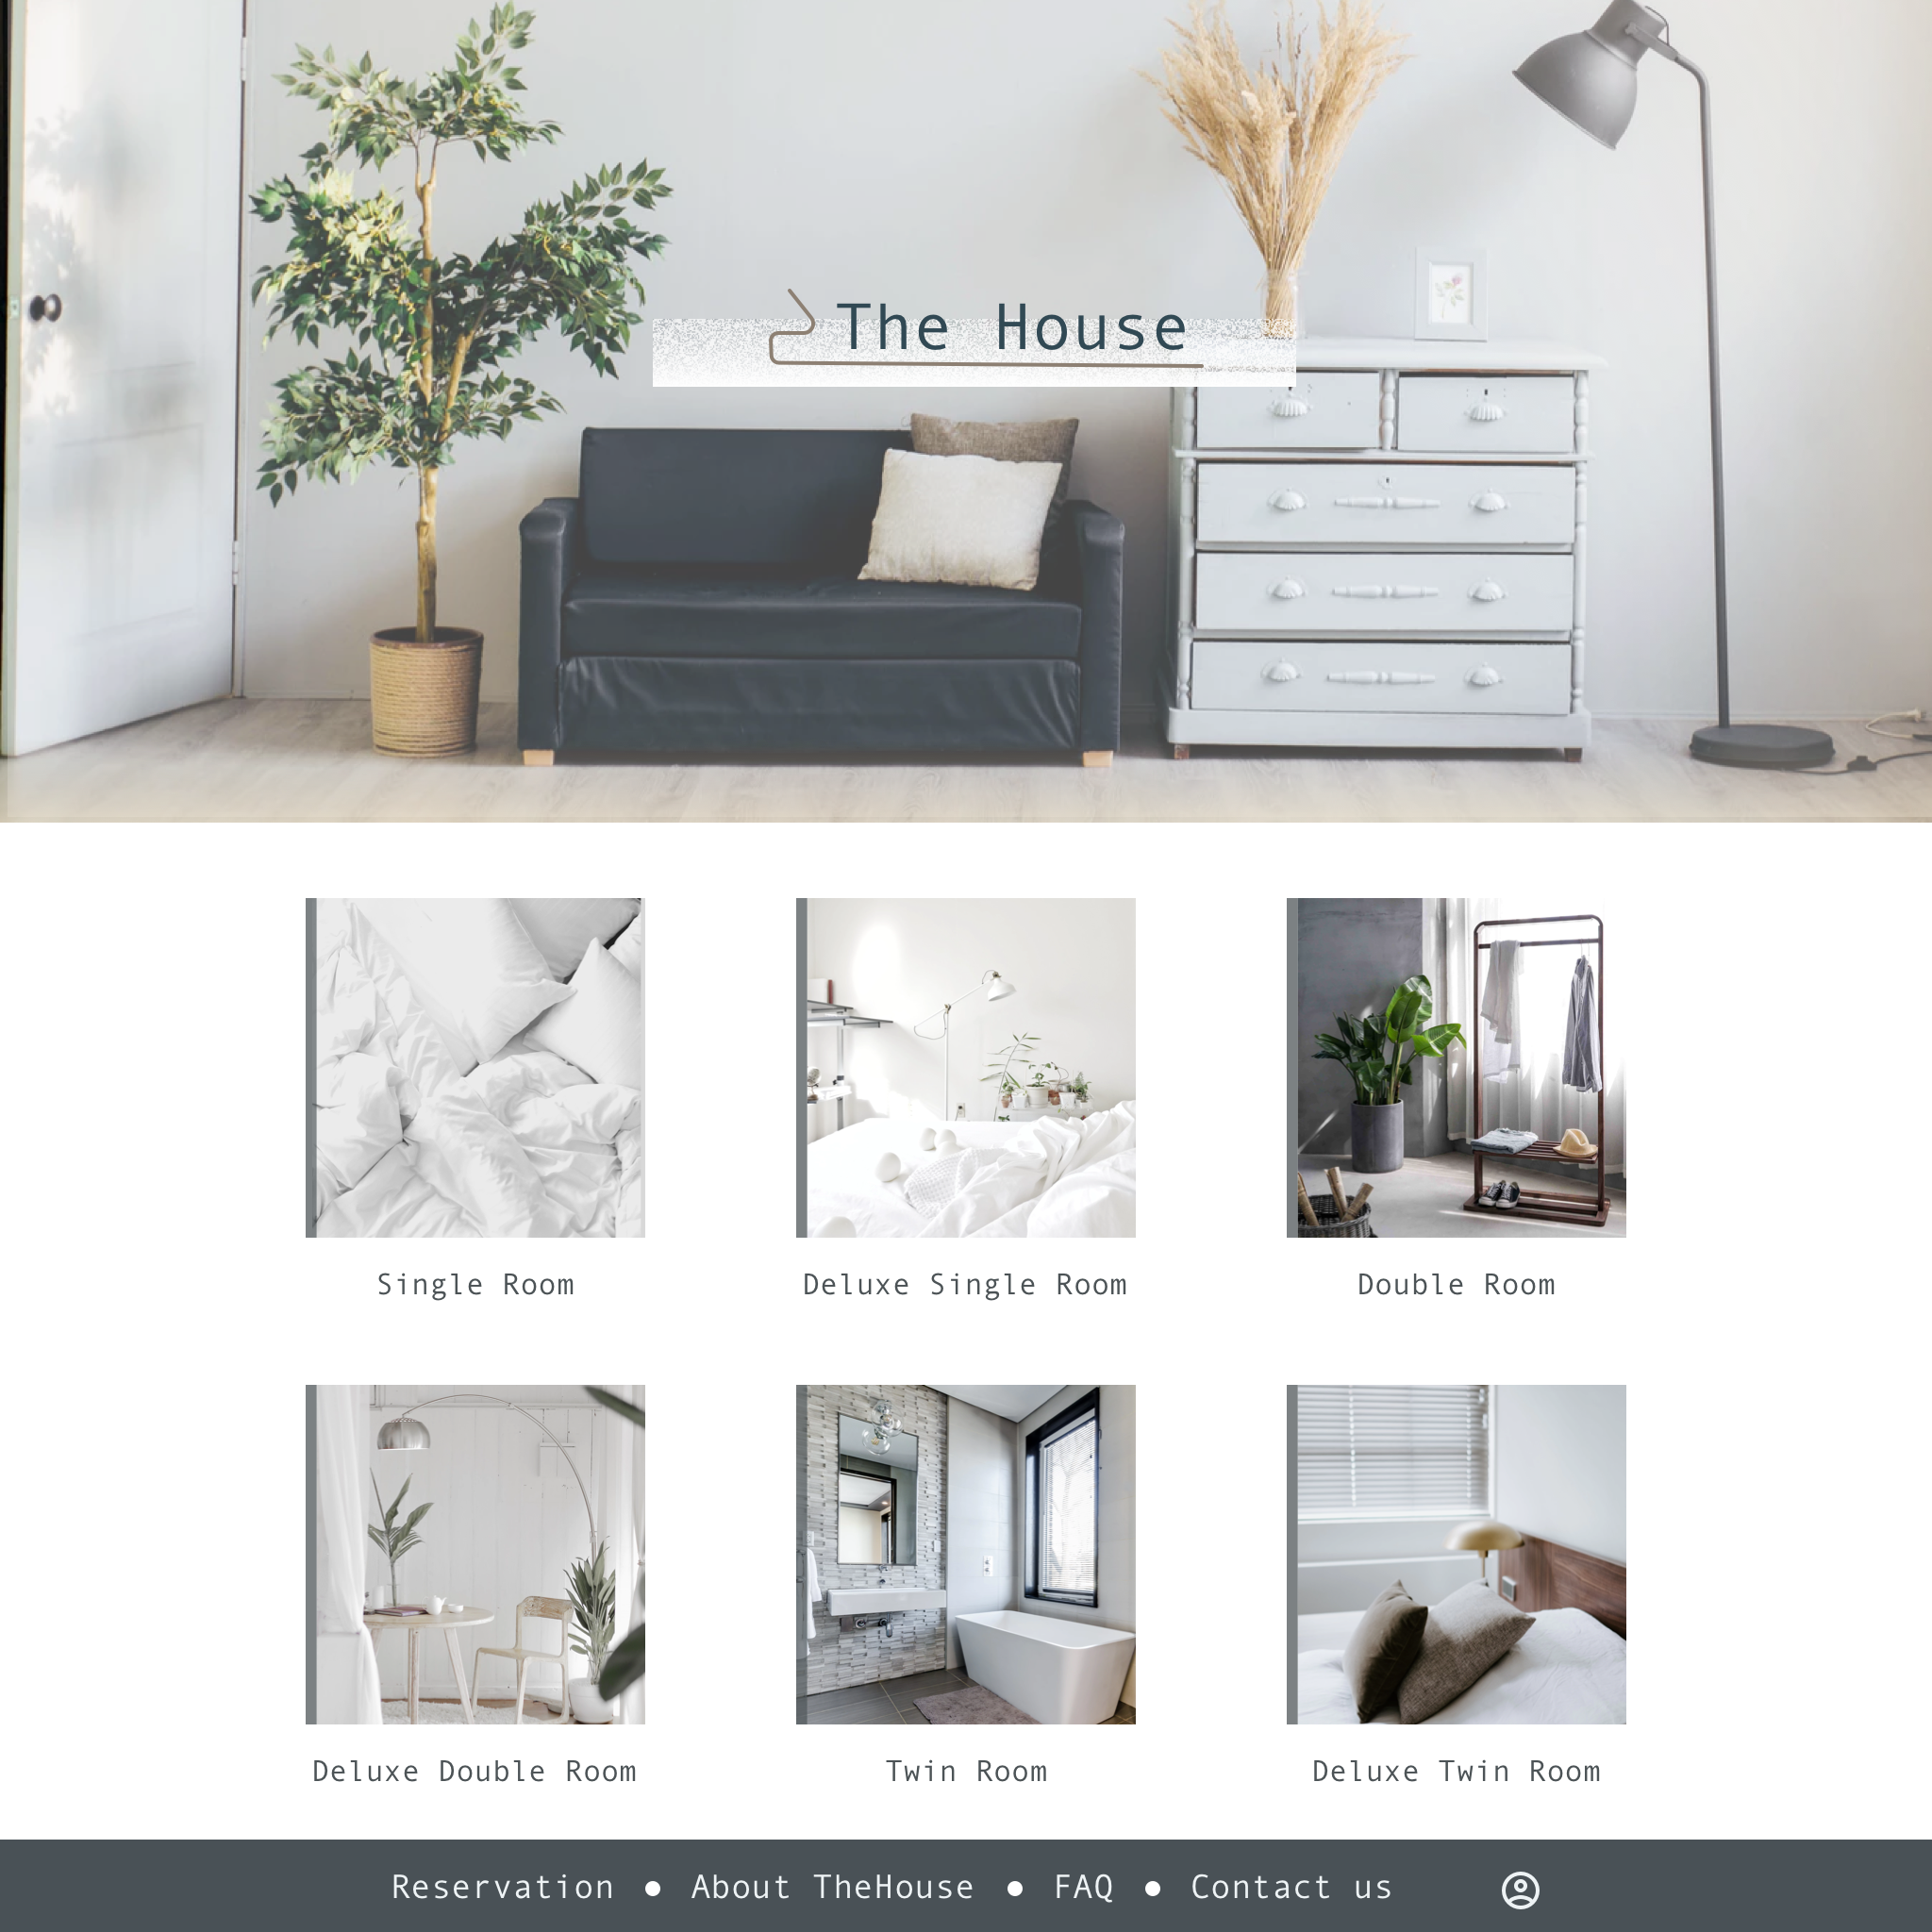 The House
Single Room
Deluxe Single Room
Double Room
Deluxe Double Room
Twin Room
Deluxe Twin Room
Reservation ● About TheHouse ● FAQ ● Contact us